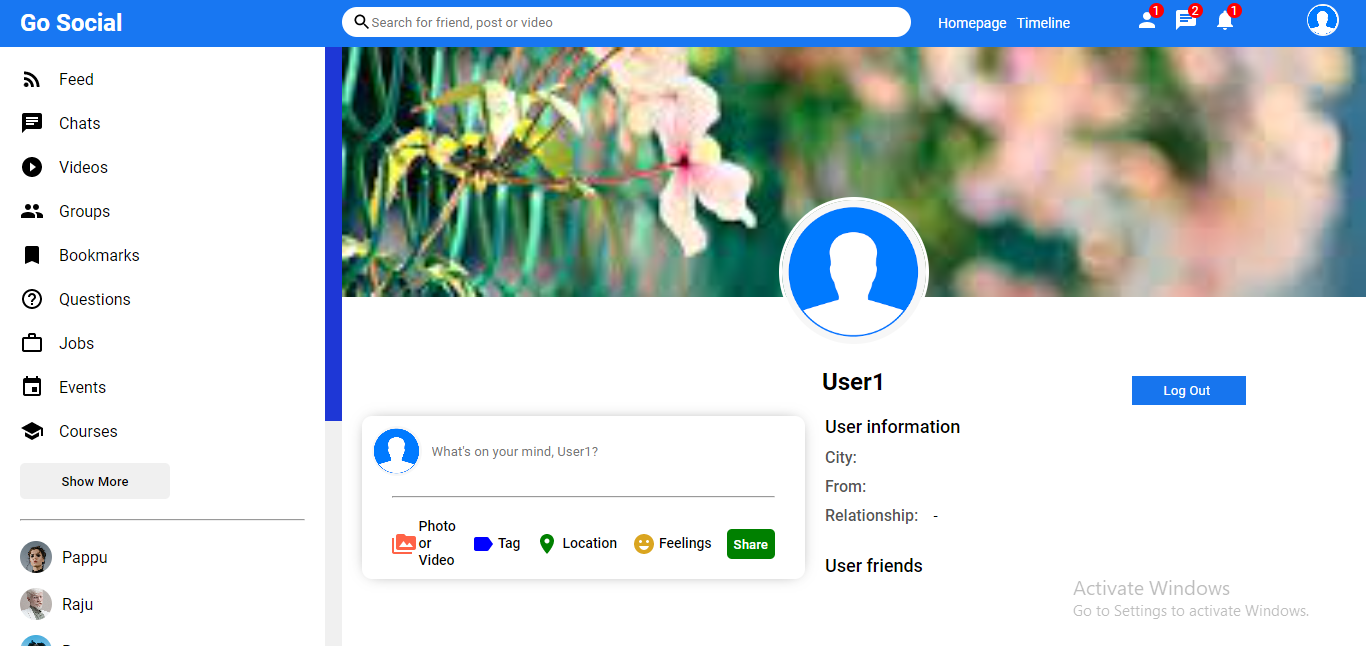 Go Social
Search for friend, post or video
Homepage Timeline
1
2
1
Feed
Chats
Videos
Groups
Bookmarks
Questions
Jobs
Events
Courses
Show More
Pappu
Raju
User1
Log Out
What's on your mind, User1?
Photo
or
Video
Tag
Location
Feelings
Share
User information
City:
From:
Relationship: -
User friends
Activate Windows
Go to Settings to activate Windows.